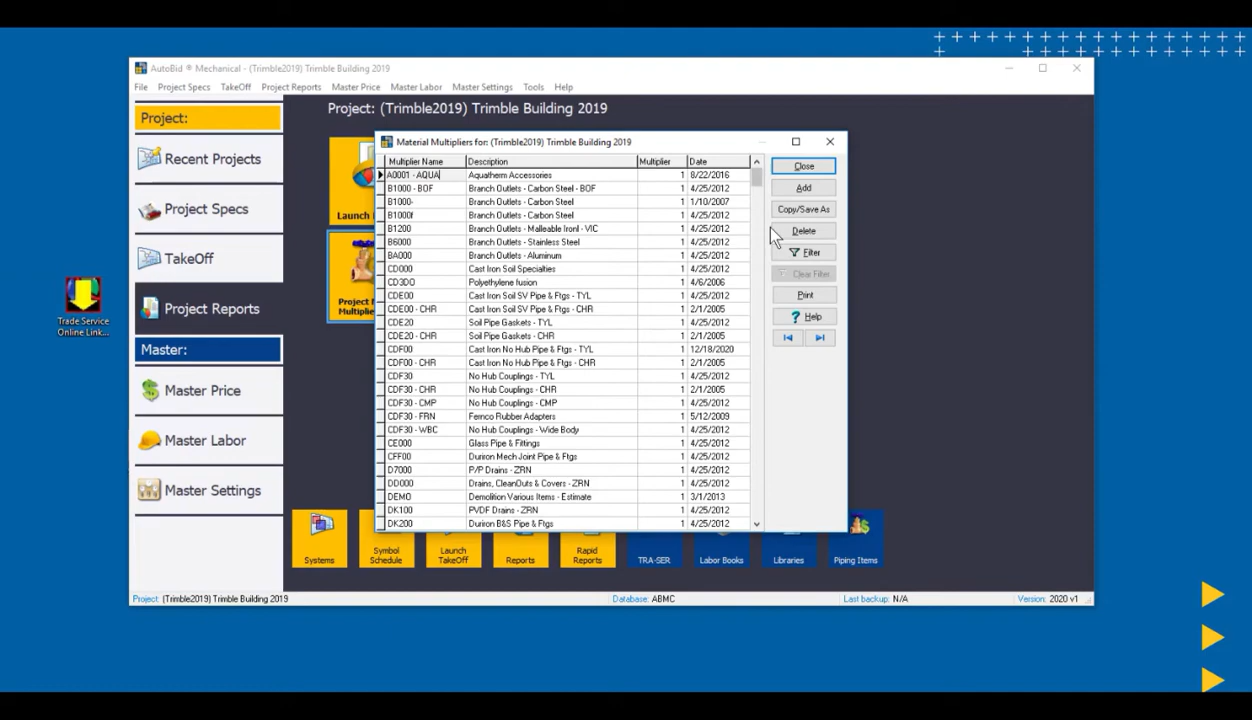 AutoBid ® Mechanical - (Trimble2019) Trimble Building 2019
File Project Specs TakeOff Project Reports Master Price Master Labor Master Settings Tools Help
Project:
Recent Projects
Project Specs
TakeOff
Project Reports
Master:
Master Price
Master Labor
Master Settings
Trade Service
Online Link...
Project: (Trimble2019) Trimble Building 2019
Launch
Project M
Multiplie
Material Multipliers for: (Trimble2019) Trimble Building 2019
Multiplier Name Description Multiplier Date
A0001 - AQUA Aquatherm Accessories 1 8/22/2016
B1000 - BOF Branch Outlets - Carbon Steel - BOF 1 4/25/2012
B1000- Branch Outlets - Carbon Steel 1 1/10/2007
B1000f Branch Outlets - Carbon Steel 1 4/25/2012
B1200 Branch Outlets - Malleable Ironl - VIC 1 4/25/2012
B6000 Branch Outlets - Stainless Steel 1 4/25/2012
BA000 Branch Outlets - Aluminum 1 4/25/2012
CD000 Cast Iron Soil Specialties 1 4/25/2012
CD3DO Polyethylene fusion 1 4/6/2006
CDE00 Cast Iron Soil SV Pipe & Ftgs - TYL 1 4/25/2012
CDE00 - CHR Cast Iron Soil SV Pipe & Ftgs - CHR 1 2/1/2005
CDE20 Soil Pipe Gaskets - TYL 1 4/25/2012
CDE20 - CHR Soil Pipe Gaskets - CHR 1 2/1/2005
CDF00 Cast Iron No Hub Pipe & Ftgs - TYL 1 12/18/2020
CDF00 - CHR Cast Iron No Hub Pipe & Ftgs - CHR 1 2/1/2005
CDF30 No Hub Couplings - TYL 1 4/25/2012
CDF30 - CHR No Hub Couplings - CHR 1 2/1/2005
CDF30 - CMP No Hub Couplings - CMP 1 4/25/2012
CDF30 - FRN Fernco Rubber Adapters 1 5/12/2009
CDF30 - WBC No Hub Couplings - Wide Body 1 4/25/2012
CE000 Glass Pipe & Fittings 1 4/25/2012
CFF00 Duriron Mech Joint Pipe & Ftgs 1 4/25/2012
D7000 P/P Drains - ZRN 1 4/25/2012
DD000 Drains, CleanOuts & Covers - ZRN 1 4/25/2012
DEMO Demolition Various Items - Estimate 1 3/1/2013
DK100 PVDF Drains - ZRN 1 4/25/2012
DK200 Duriron B&S Pipe & Ftgs 1 4/25/2012
Close
Add
Copy/Save As
Delete
Filter
Clear Filter
Print
Help
Systems
Symbol
Schedule
Launch
TakeOff
Reports
Rapid
Reports
TRA-SER
Labor Books
Libraries
Piping Items
Project: (Trimble2019) Trimble Building 2019 Database: ABMC Last backup: N/A Version: 2020 v1